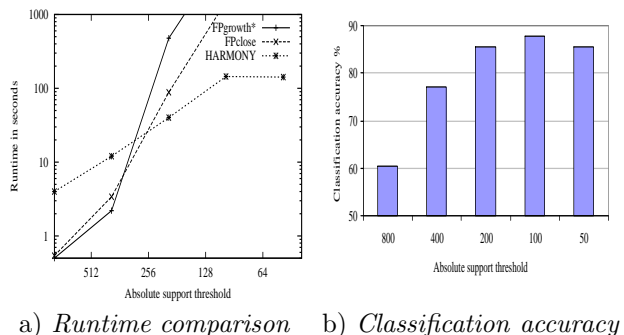 1000
100
10
1
Runtime in seconds
FPgrowth*
FPclose
HARMONY
512
256
128
64
Absolute support threshold
100
90
80
70
60
50
Classification accuracy %
800
400
200
100
50
Absolute support threshold
a) Runtime comparison
b) Classification accuracy